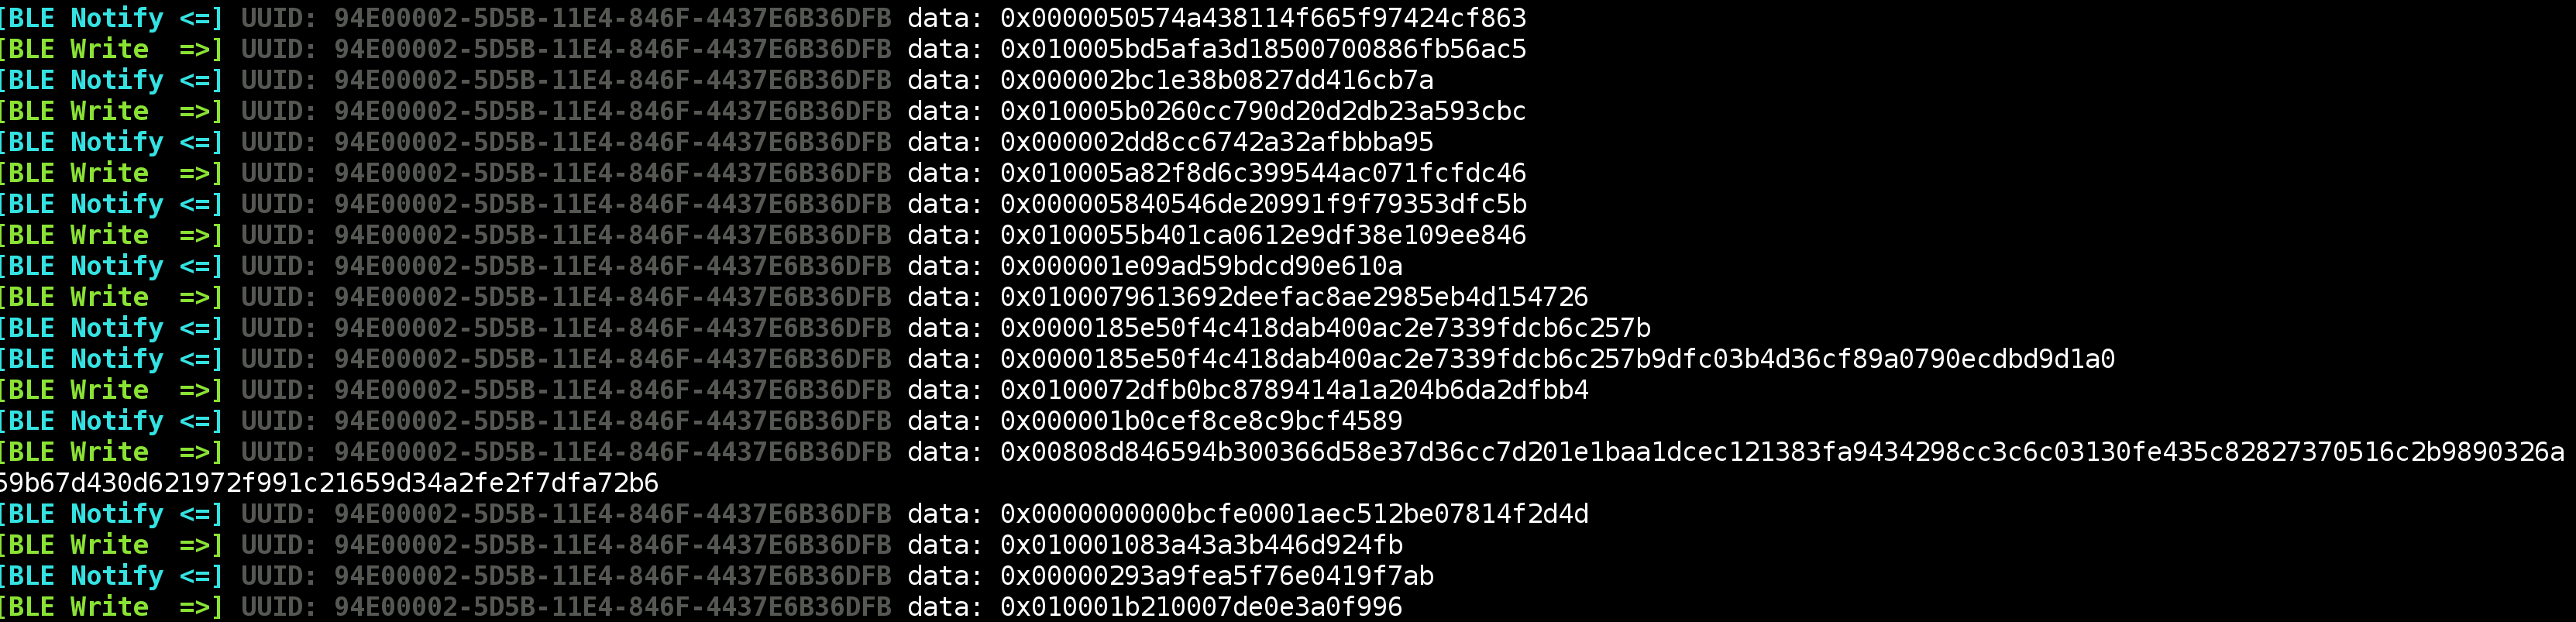 [BLE Notify <=] UUID: 94E00002-5D5B-11E4-846F-4437E6B36DFB data: 0x0000050574a438114f665f97424cf863
[BLE Write  =>] UUID: 94E00002-5D5B-11E4-846F-4437E6B36DFB data: 0x010005bd5afa3d18500700886fb56ac5
[BLE Notify <=] UUID: 94E00002-5D5B-11E4-846F-4437E6B36DFB data: 0x000002bc1e38b0827dd416cb7a
[BLE Write  =>] UUID: 94E00002-5D5B-11E4-846F-4437E6B36DFB data: 0x010005b0260cc790d20d2db23a593cbc
[BLE Notify <=] UUID: 94E00002-5D5B-11E4-846F-4437E6B36DFB data: 0x000002dd8cc6742a32afbbba95
[BLE Write  =>] UUID: 94E00002-5D5B-11E4-846F-4437E6B36DFB data: 0x010005a82f8d6c399544ac071fcfdc46
[BLE Notify <=] UUID: 94E00002-5D5B-11E4-846F-4437E6B36DFB data: 0x000005840546de20991f9f79353dfc5b
[BLE Write  =>] UUID: 94E00002-5D5B-11E4-846F-4437E6B36DFB data: 0x0100055b401ca0612e9df38e109ee846
[BLE Notify <=] UUID: 94E00002-5D5B-11E4-846F-4437E6B36DFB data: 0x000001e09ad59bdcd90e610a
[BLE Write  =>] UUID: 94E00002-5D5B-11E4-846F-4437E6B36DFB data: 0x0100079613692deefac8ae2985eb4d154726
[BLE Notify <=] UUID: 94E00002-5D5B-11E4-846F-4437E6B36DFB data: 0x0000185e50f4c418dab400ac2e7339fdcb6c257b
[BLE Notify <=] UUID: 94E00002-5D5B-11E4-846F-4437E6B36DFB data: 0x0000185e50f4c418dab400ac2e7339fdcb6c257b9dfc03b4d36cf89a0790ecdbd9d1a0
[BLE Write  =>] UUID: 94E00002-5D5B-11E4-846F-4437E6B36DFB data: 0x0100072dfb0bc8789414a1a204b6da2dfbb4
[BLE Notify <=] UUID: 94E00002-5D5B-11E4-846F-4437E6B36DFB data: 0x000001b0cef8ce8c9bcf4589
[BLE Write  =>] UUID: 94E00002-5D5B-11E4-846F-4437E6B36DFB data: 0x00808d846594b300366d58e37d36cc7d201e1baa1dcec121383fa9434298cc3c6c03130fe435c82827370516c2b9890326a
59b67d430d621972f991c21659d34a2fe2f7dfa72b6
[BLE Notify <=] UUID: 94E00002-5D5B-11E4-846F-4437E6B36DFB data: 0x0000000000bcfe0001aec512be07814f2d4d
[BLE Write  =>] UUID: 94E00002-5D5B-11E4-846F-4437E6B36DFB data: 0x010001083a43a3b446d924fb
[BLE Notify <=] UUID: 94E00002-5D5B-11E4-846F-4437E6B36DFB data: 0x00000293a9fea5f76e0419f7ab
[BLE Write  =>] UUID: 94E00002-5D5B-11E4-846F-4437E6B36DFB data: 0x010001b210007de0e3a0f996